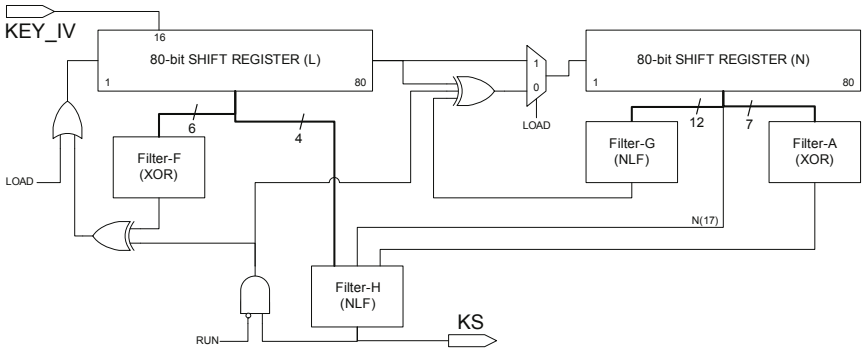 KEY_IV
16
80-bit SHIFT REGISTER (L)
1
80
1
0
LOAD
80-bit SHIFT REGISTER (N)
1
80
6
4
12
7
Filter-F
(XOR)
Filter-G
(NLF)
Filter-A
(XOR)
LOAD
N(17)
Filter-H
(NLF)
RUN
KS